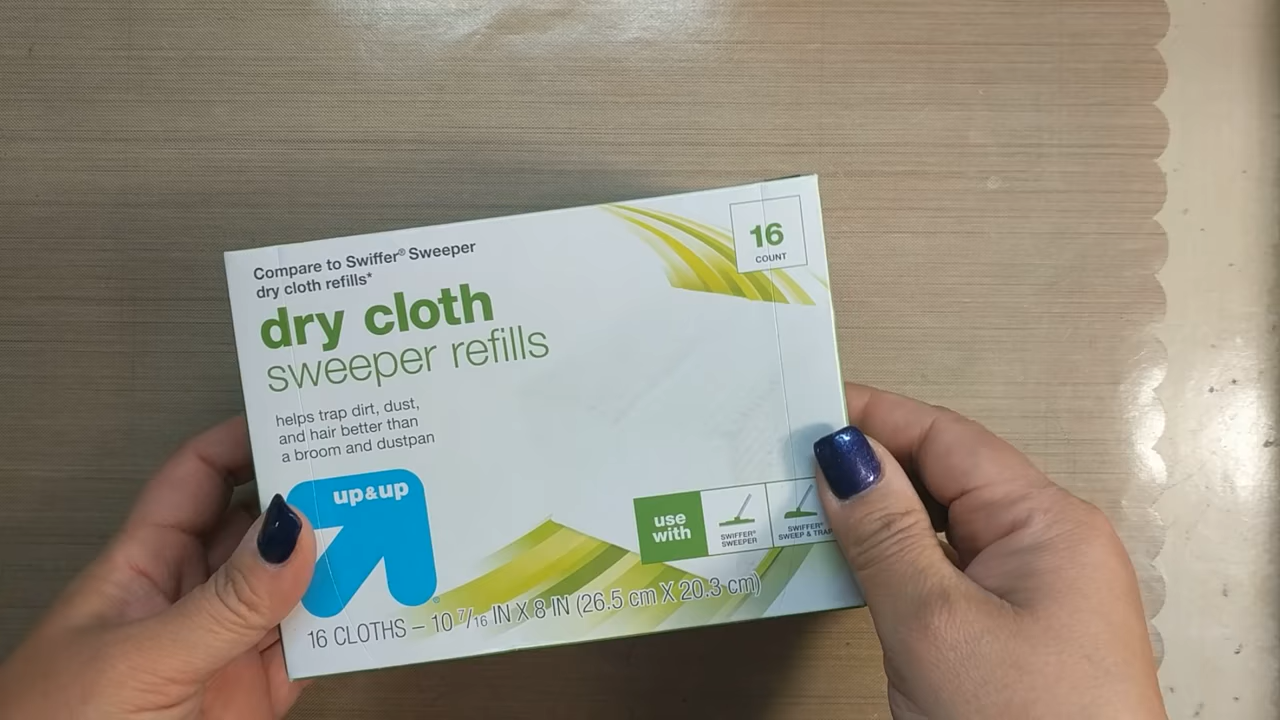 Compare to Swiffer® Sweeper
dry cloth refills*
16
COUNT
dry cloth
sweeper refills
helps trap dirt, dust,
and hair better than
a broom and dustpan
up&up
use
with
SWIFFER®
SWEEPER
SWIFFER®
SWEEP & TRAP
16 CLOTHS – 10 7/16 IN X 8 IN (26.5 cm X 20.3 cm)